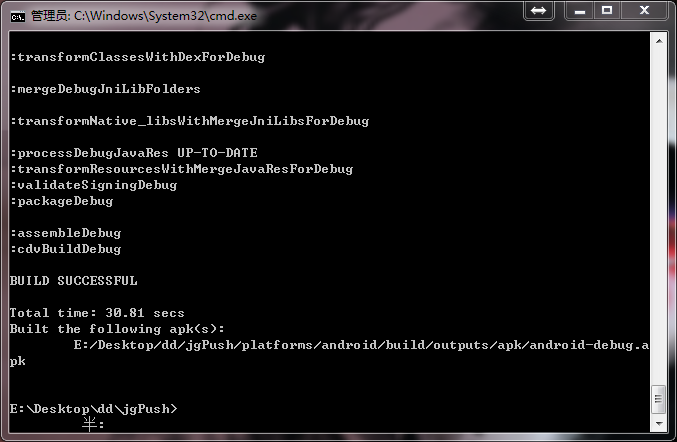 管理员: C:\Windows\System32\cmd.exe
:transformClassesWithDexForDebug
:mergeDebugJniLibFolders
:transformNative_libsWithMergeJniLibsForDebug
:processDebugJavaRes UP-TO-DATE
:transformResourcesWithMergeJavaResForDebug
:validateSigningDebug
:packageDebug
:assembleDebug
:cdvBuildDebug
BUILD SUCCESSFUL
Total time: 30.81 secs
Built the following apk(s):
E:/Desktop/dd/jgPush/platforms/android/build/outputs/apk/android-debug.a
pk
E:\Desktop\dd\jgPush>
半: